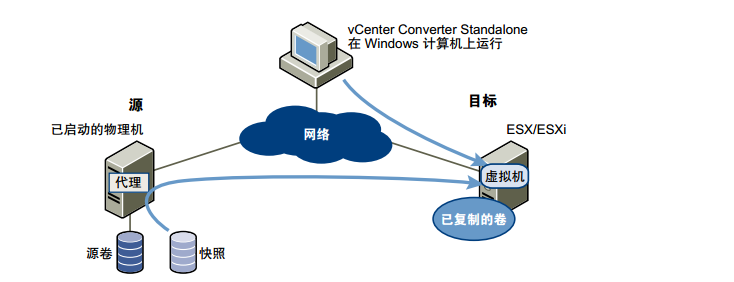 vCenter Converter Standalone
在 Windows 计算机上运行
源
目标
已启动的物理机
网络
ESX/ESXi
代理
虚拟机
已复制的卷
源卷
快照